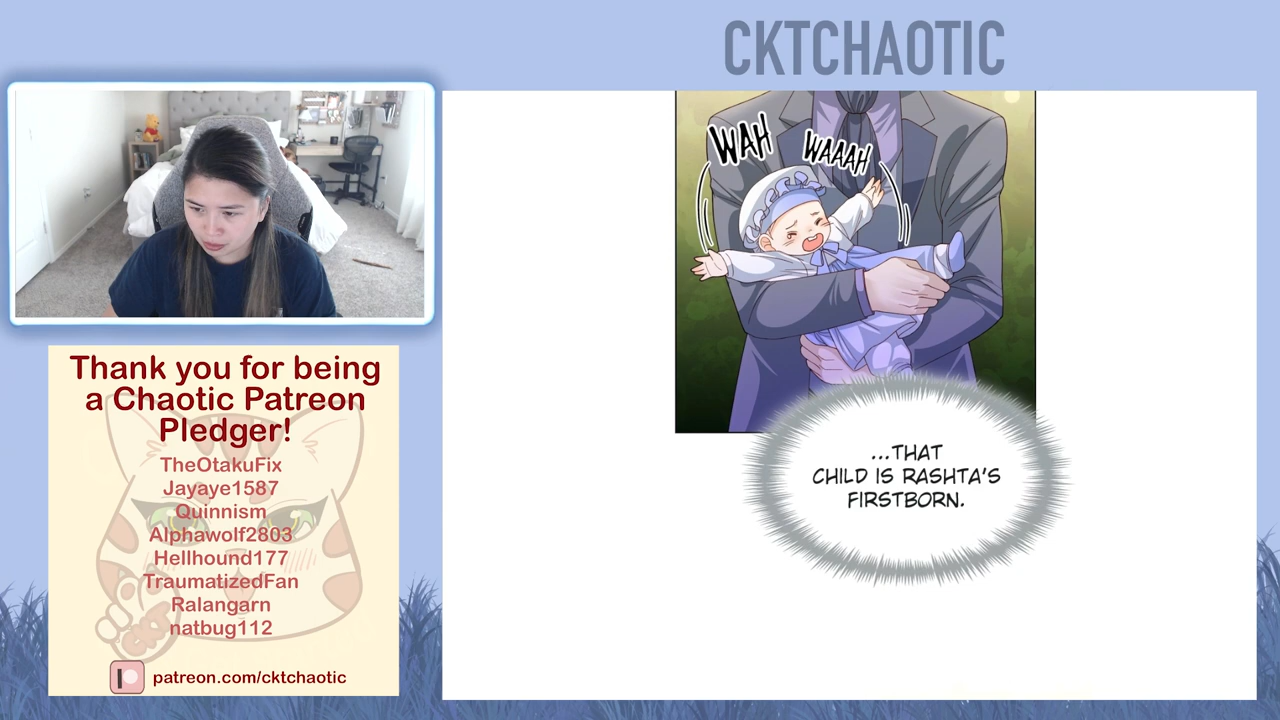 CKTCHAOTIC
WAH
WAAAH
...THAT
CHILD IS RASHTA'S
FIRSTBORN.
Thank you for being
a Chaotic Patreon
Pledger!
TheOtakuFix
Jayaye1587
Quinnism
Alphawolf2803
Hellhound177
TraumatizedFan
Ralangarn
natbug112
patreon.com/cktchaotic